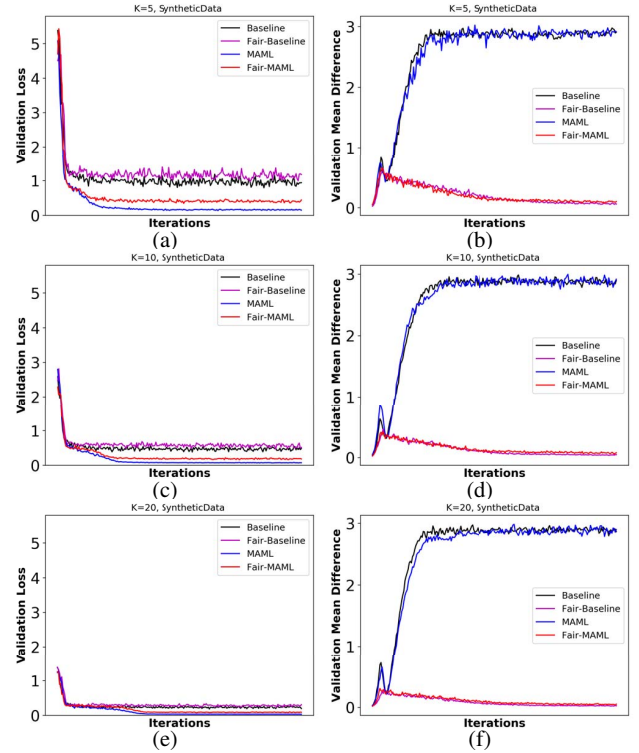 K=5, SyntheticData
Validation Loss
5
4
3
2
1
0
Baseline
Fair-Baseline
MAML
Fair-MAML
Iterations
(a)
K=5, SyntheticData
Validation Mean Difference
3
2
1
0
Baseline
Fair-Baseline
MAML
Fair-MAML
Iterations
(b)
K=10, SyntheticData
Validation Loss
5
4
3
2
1
0
Baseline
Fair-Baseline
MAML
Fair-MAML
Iterations
(c)
K=10, SyntheticData
Validation Mean Difference
3
2
1
0
Baseline
Fair-Baseline
MAML
Fair-MAML
Iterations
(d)
K=20, SyntheticData
Validation Loss
5
4
3
2
1
0
Baseline
Fair-Baseline
MAML
Fair-MAML
Iterations
(e)
K=20, SyntheticData
Validation Mean Difference
3
2
1
0
Baseline
Fair-Baseline
MAML
Fair-MAML
Iterations
(f)